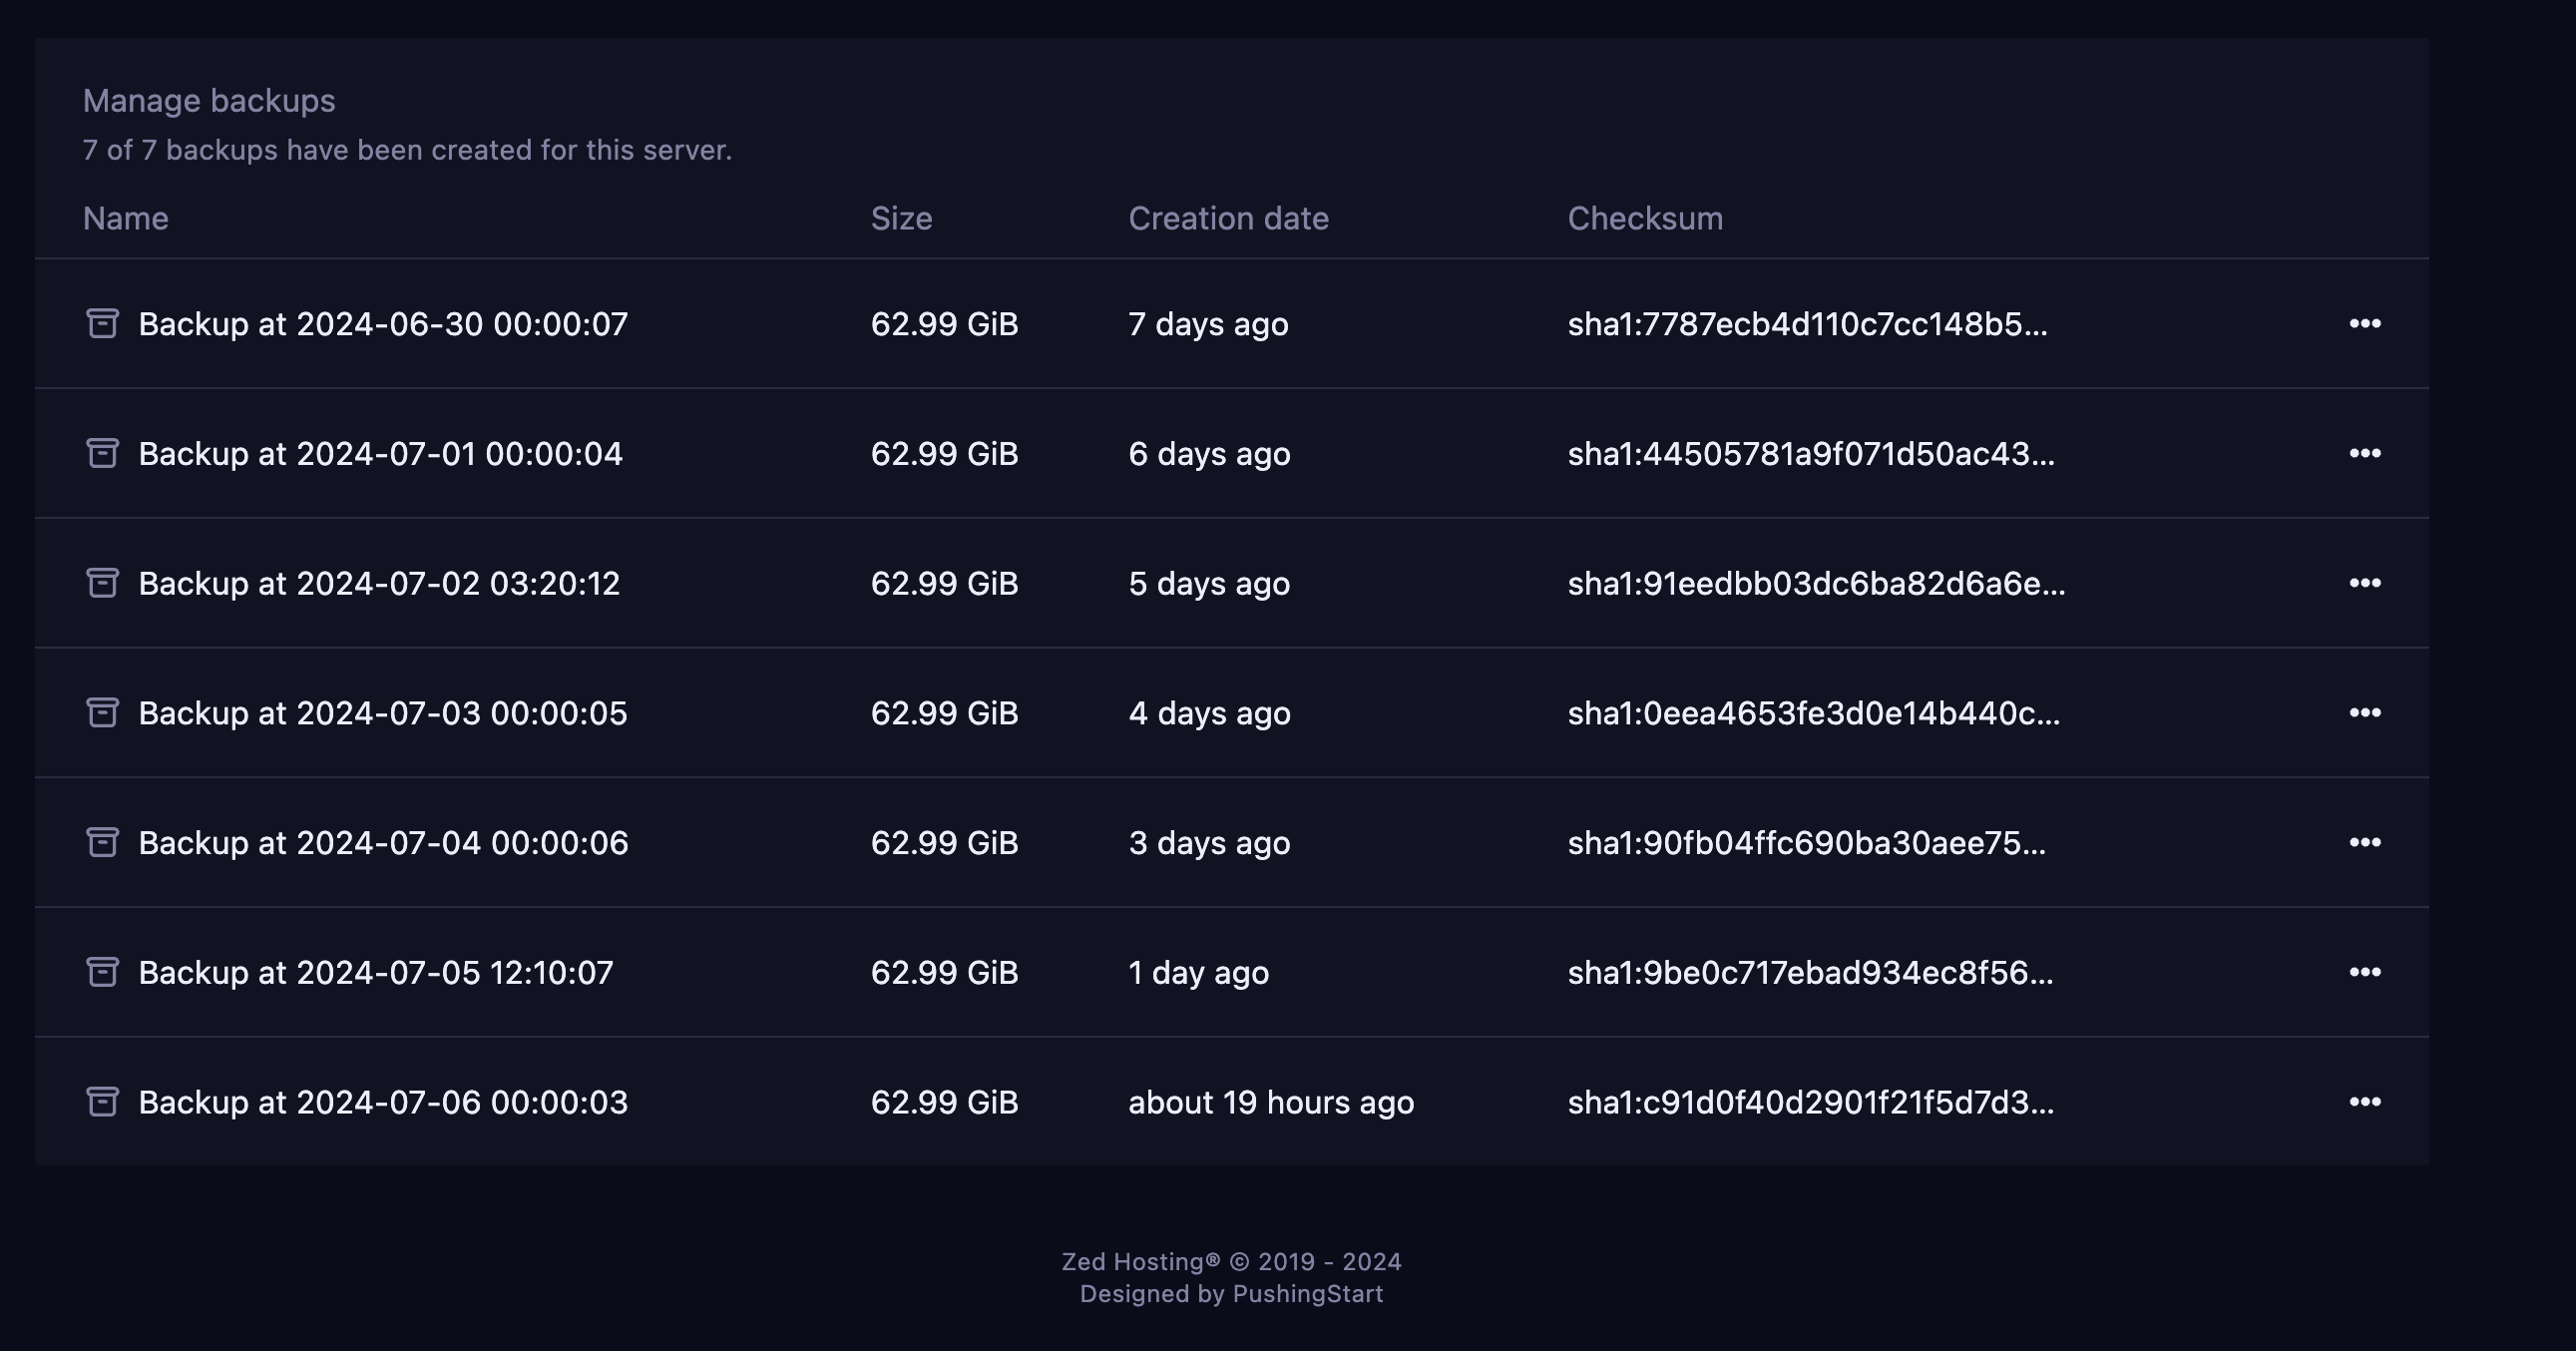 Manage backups
7 of 7 backups have been created for this server.
Name Size Creation date Checksum
Backup at 2024-06-30 00:00:07 62.99 GiB 7 days ago sha1:7787ecb4d110c7cc148b5...
Backup at 2024-07-01 00:00:04 62.99 GiB 6 days ago sha1:44505781a9f071d50ac43...
Backup at 2024-07-02 03:20:12 62.99 GiB 5 days ago sha1:91eedbb03dc6ba82d6a6e...
Backup at 2024-07-03 00:00:05 62.99 GiB 4 days ago sha1:0eea4653fe3d0e14b440c...
Backup at 2024-07-04 00:00:06 62.99 GiB 3 days ago sha1:90fb04ffc690ba30aee75...
Backup at 2024-07-05 12:10:07 62.99 GiB 1 day ago sha1:9be0c717ebad934ec8f56...
Backup at 2024-07-06 00:00:03 62.99 GiB about 19 hours ago sha1:c91d0f40d2901f21f5d7d3...
Zed Hosting® © 2019 - 2024
Designed by PushingStart